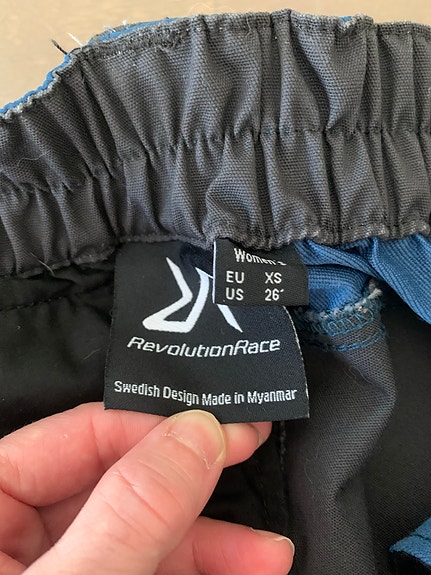 Women's
EU XS
US 26"
RevolutionRace
Swedish Design Made in Myanmar